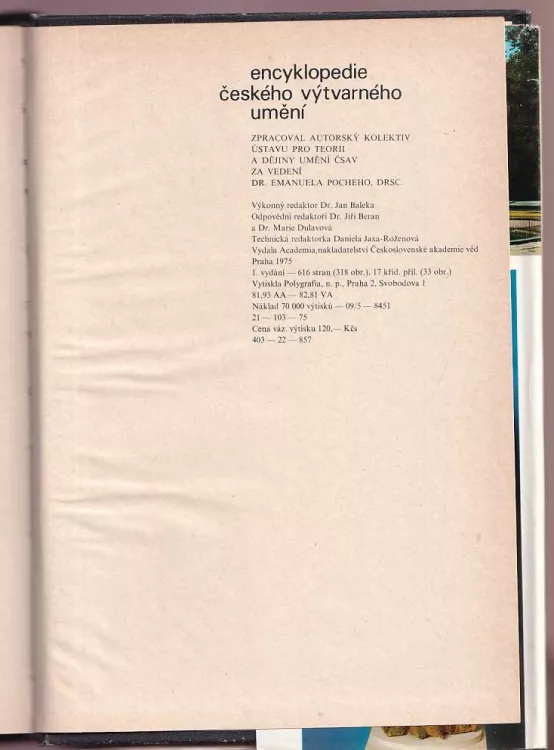 encyklopedie
českého výtvarného
umění
ZPRACOVAL AUTORSKÝ KOLEKTIV
ÚSTAVU PRO TEORII
A DĚJINY UMĚNÍ ČSAV
ZA VEDENÍ
DR. EMANUELA POCHEHO, DRSC.
Výkonný redaktor Dr. Jan Baleka
Odpovědní redaktoři Dr. Jiří Beran
a Dr. Marie Dulavová
Technická redaktorka Daniela Jaxa-Roženová
Vydala Academia, nakladatelství Československé akademie věd
Praha 1975
1. vydání — 616 stran (318 obr.), 17 kříd. příl. (33 obr.)
Vytiskla Polygrafia, n. p., Praha 2, Svobodova 1
81,93 AA — 82,81 VA
Náklad 70 000 výtisků — 09/5 — 8451
21 — 103 — 75
Cena váz. výtisku 120,— Kčs
403 — 22 — 857